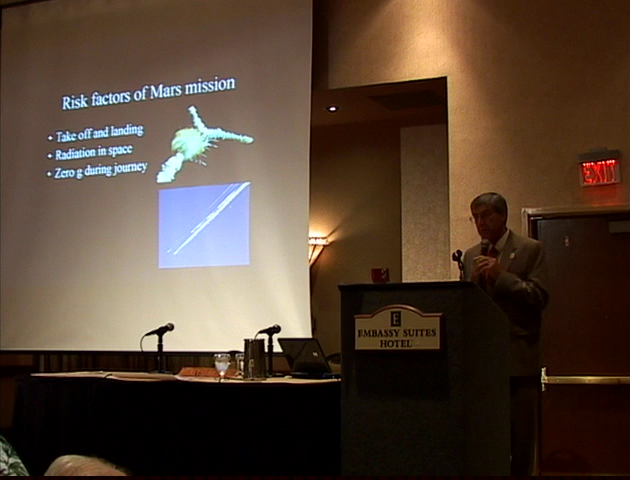 Risk factors of Mars mission
• Take off and landing
• Radiation in space
• Zero g during journey
EXIT
E
EMBASSY SUITES
HOTEL